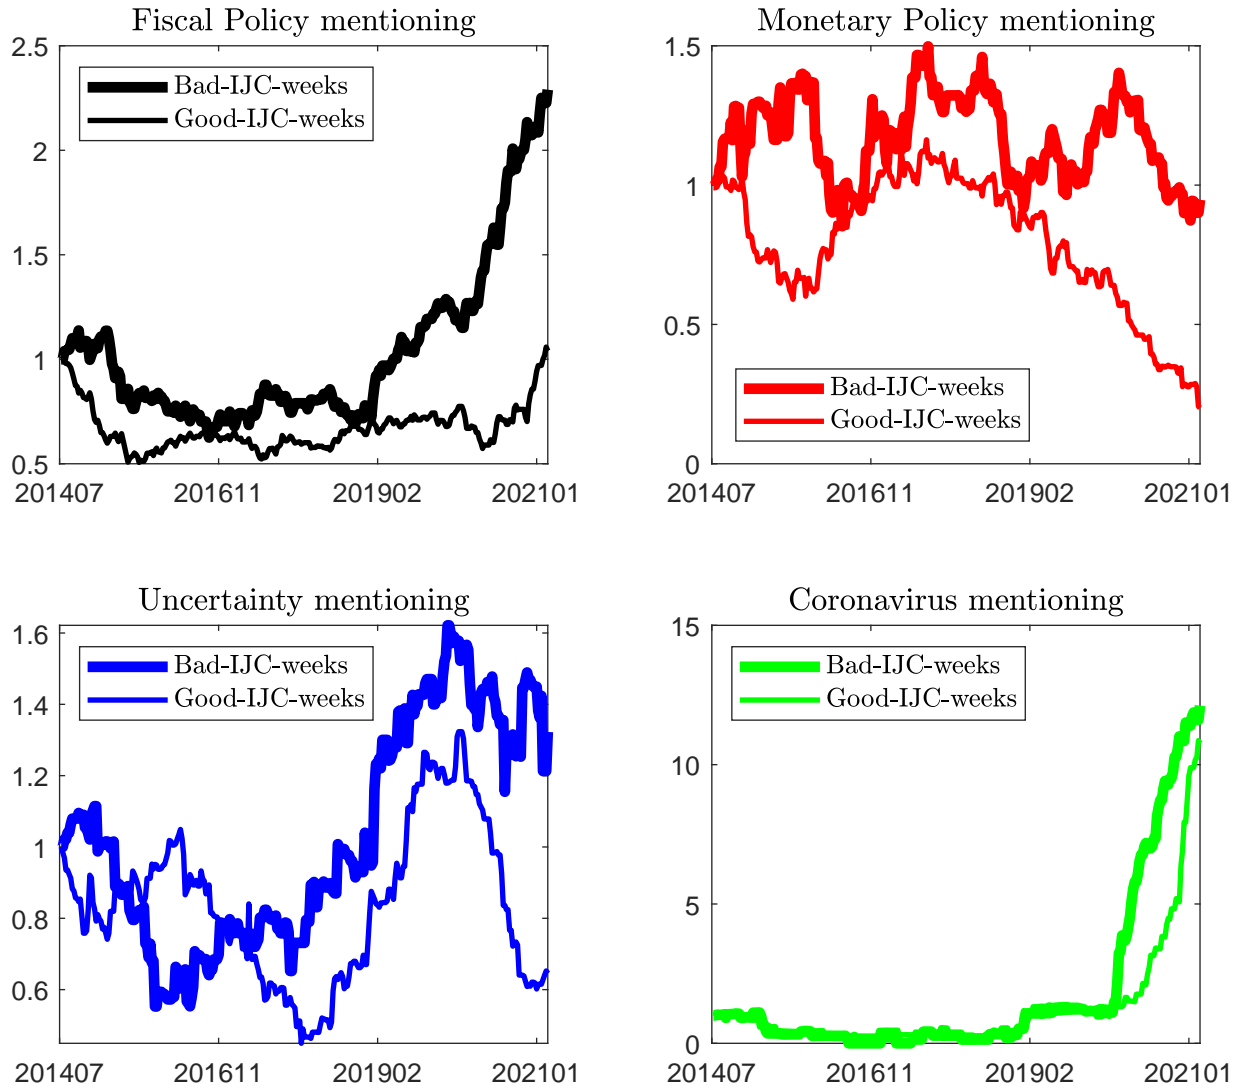 Fiscal Policy mentioning
2.5
2
1.5
1
0.5
Bad-IJC-weeks
Good-IJC-weeks
201407
201611
201902
202101
Monetary Policy mentioning
1.5
1
0.5
0
Bad-IJC-weeks
Good-IJC-weeks
201407
201611
201902
202101
Uncertainty mentioning
1.6
1.4
1.2
1
0.8
0.6
Bad-IJC-weeks
Good-IJC-weeks
201407
201611
201902
202101
Coronavirus mentioning
15
10
5
0
Bad-IJC-weeks
Good-IJC-weeks
201407
201611
201902
202101